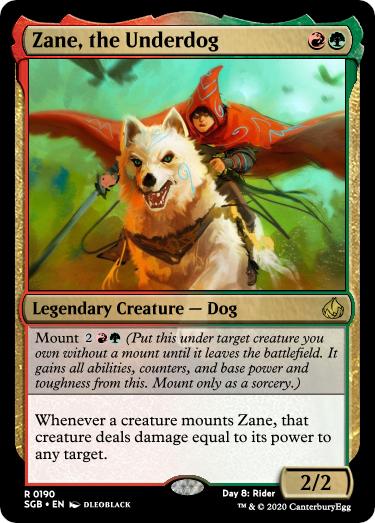 Zane, the Underdog
Legendary Creature — Dog
Mount 2 (Put this under target creature you
own without a mount until it leaves the battlefield. It
gains all abilities, counters, and base power and
toughness from this. Mount only as a sorcery.)
Whenever a creature mounts Zane, that
creature deals damage equal to its power to
any target.
2/2
R 0190
Day 8: Rider
SGB • EN DLEOBLACK
™ & © 2020 CanterburyEgg